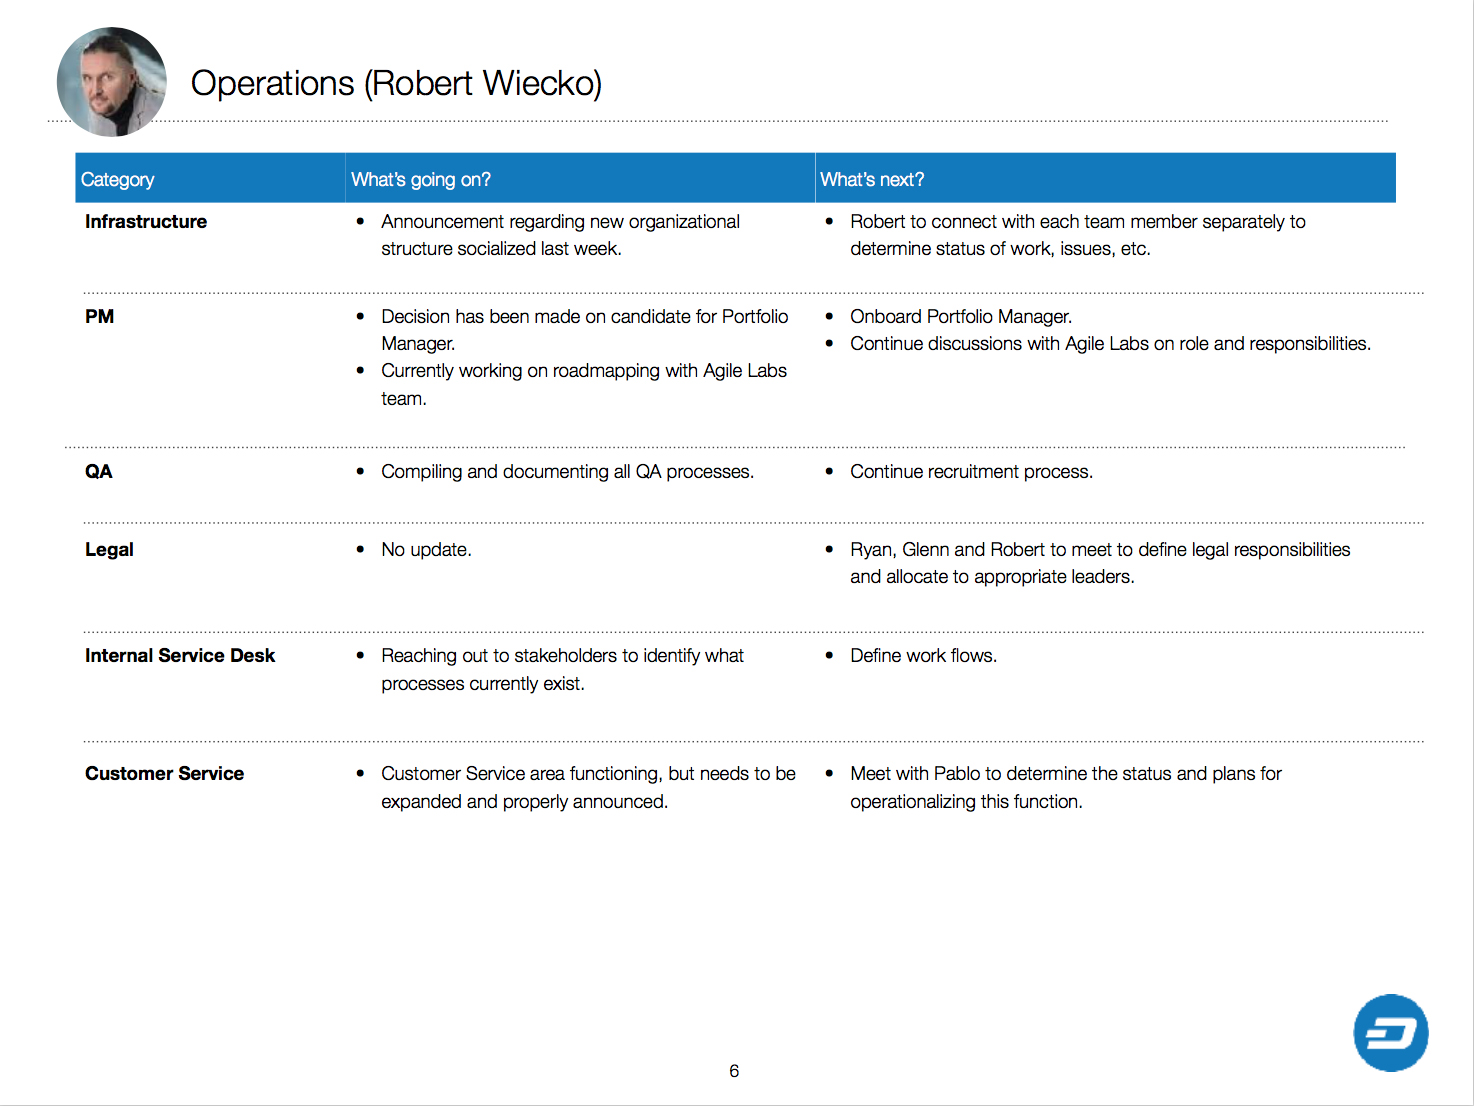 Operations (Robert Wiecko)
Category What's going on? What's next?
Infrastructure
• Announcement regarding new organizational
structure socialized last week.
• Robert to connect with each team member separately to
determine status of work, issues, etc.
PM
• Decision has been made on candidate for Portfolio
Manager.
• Currently working on roadmapping with Agile Labs
team.
• Onboard Portfolio Manager.
• Continue discussions with Agile Labs on role and responsibilities.
QA
• Compiling and documenting all QA processes.
• Continue recruitment process.
Legal
• No update.
• Ryan, Glenn and Robert to meet to define legal responsibilities
and allocate to appropriate leaders.
Internal Service Desk
• Reaching out to stakeholders to identify what
processes currently exist.
• Define work flows.
Customer Service
• Customer Service area functioning, but needs to be
expanded and properly announced.
• Meet with Pablo to determine the status and plans for
operationalizing this function.
6